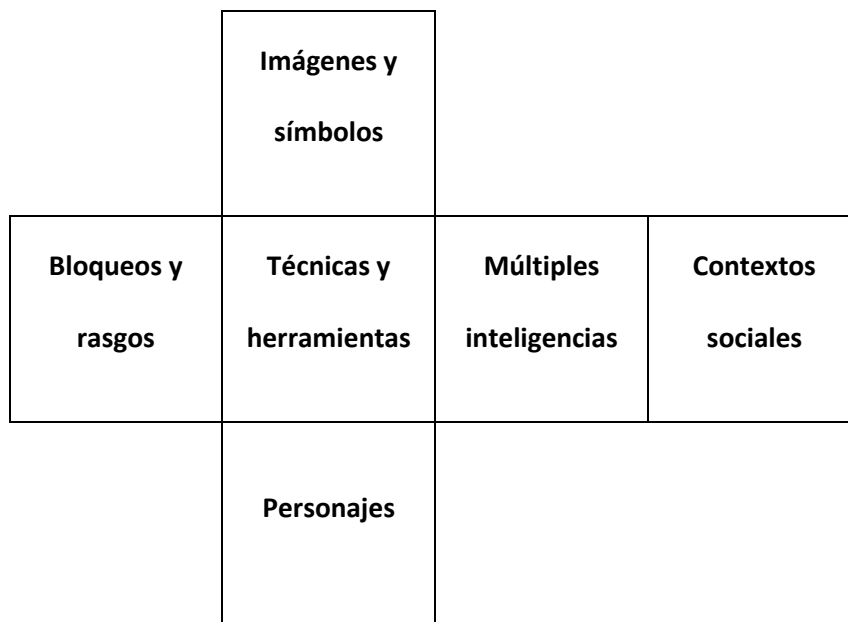 Imágenes y
símbolos
Bloqueos y
rasgos
Técnicas y
herramientas
Múltiples
inteligencias
Contextos
sociales
Personajes